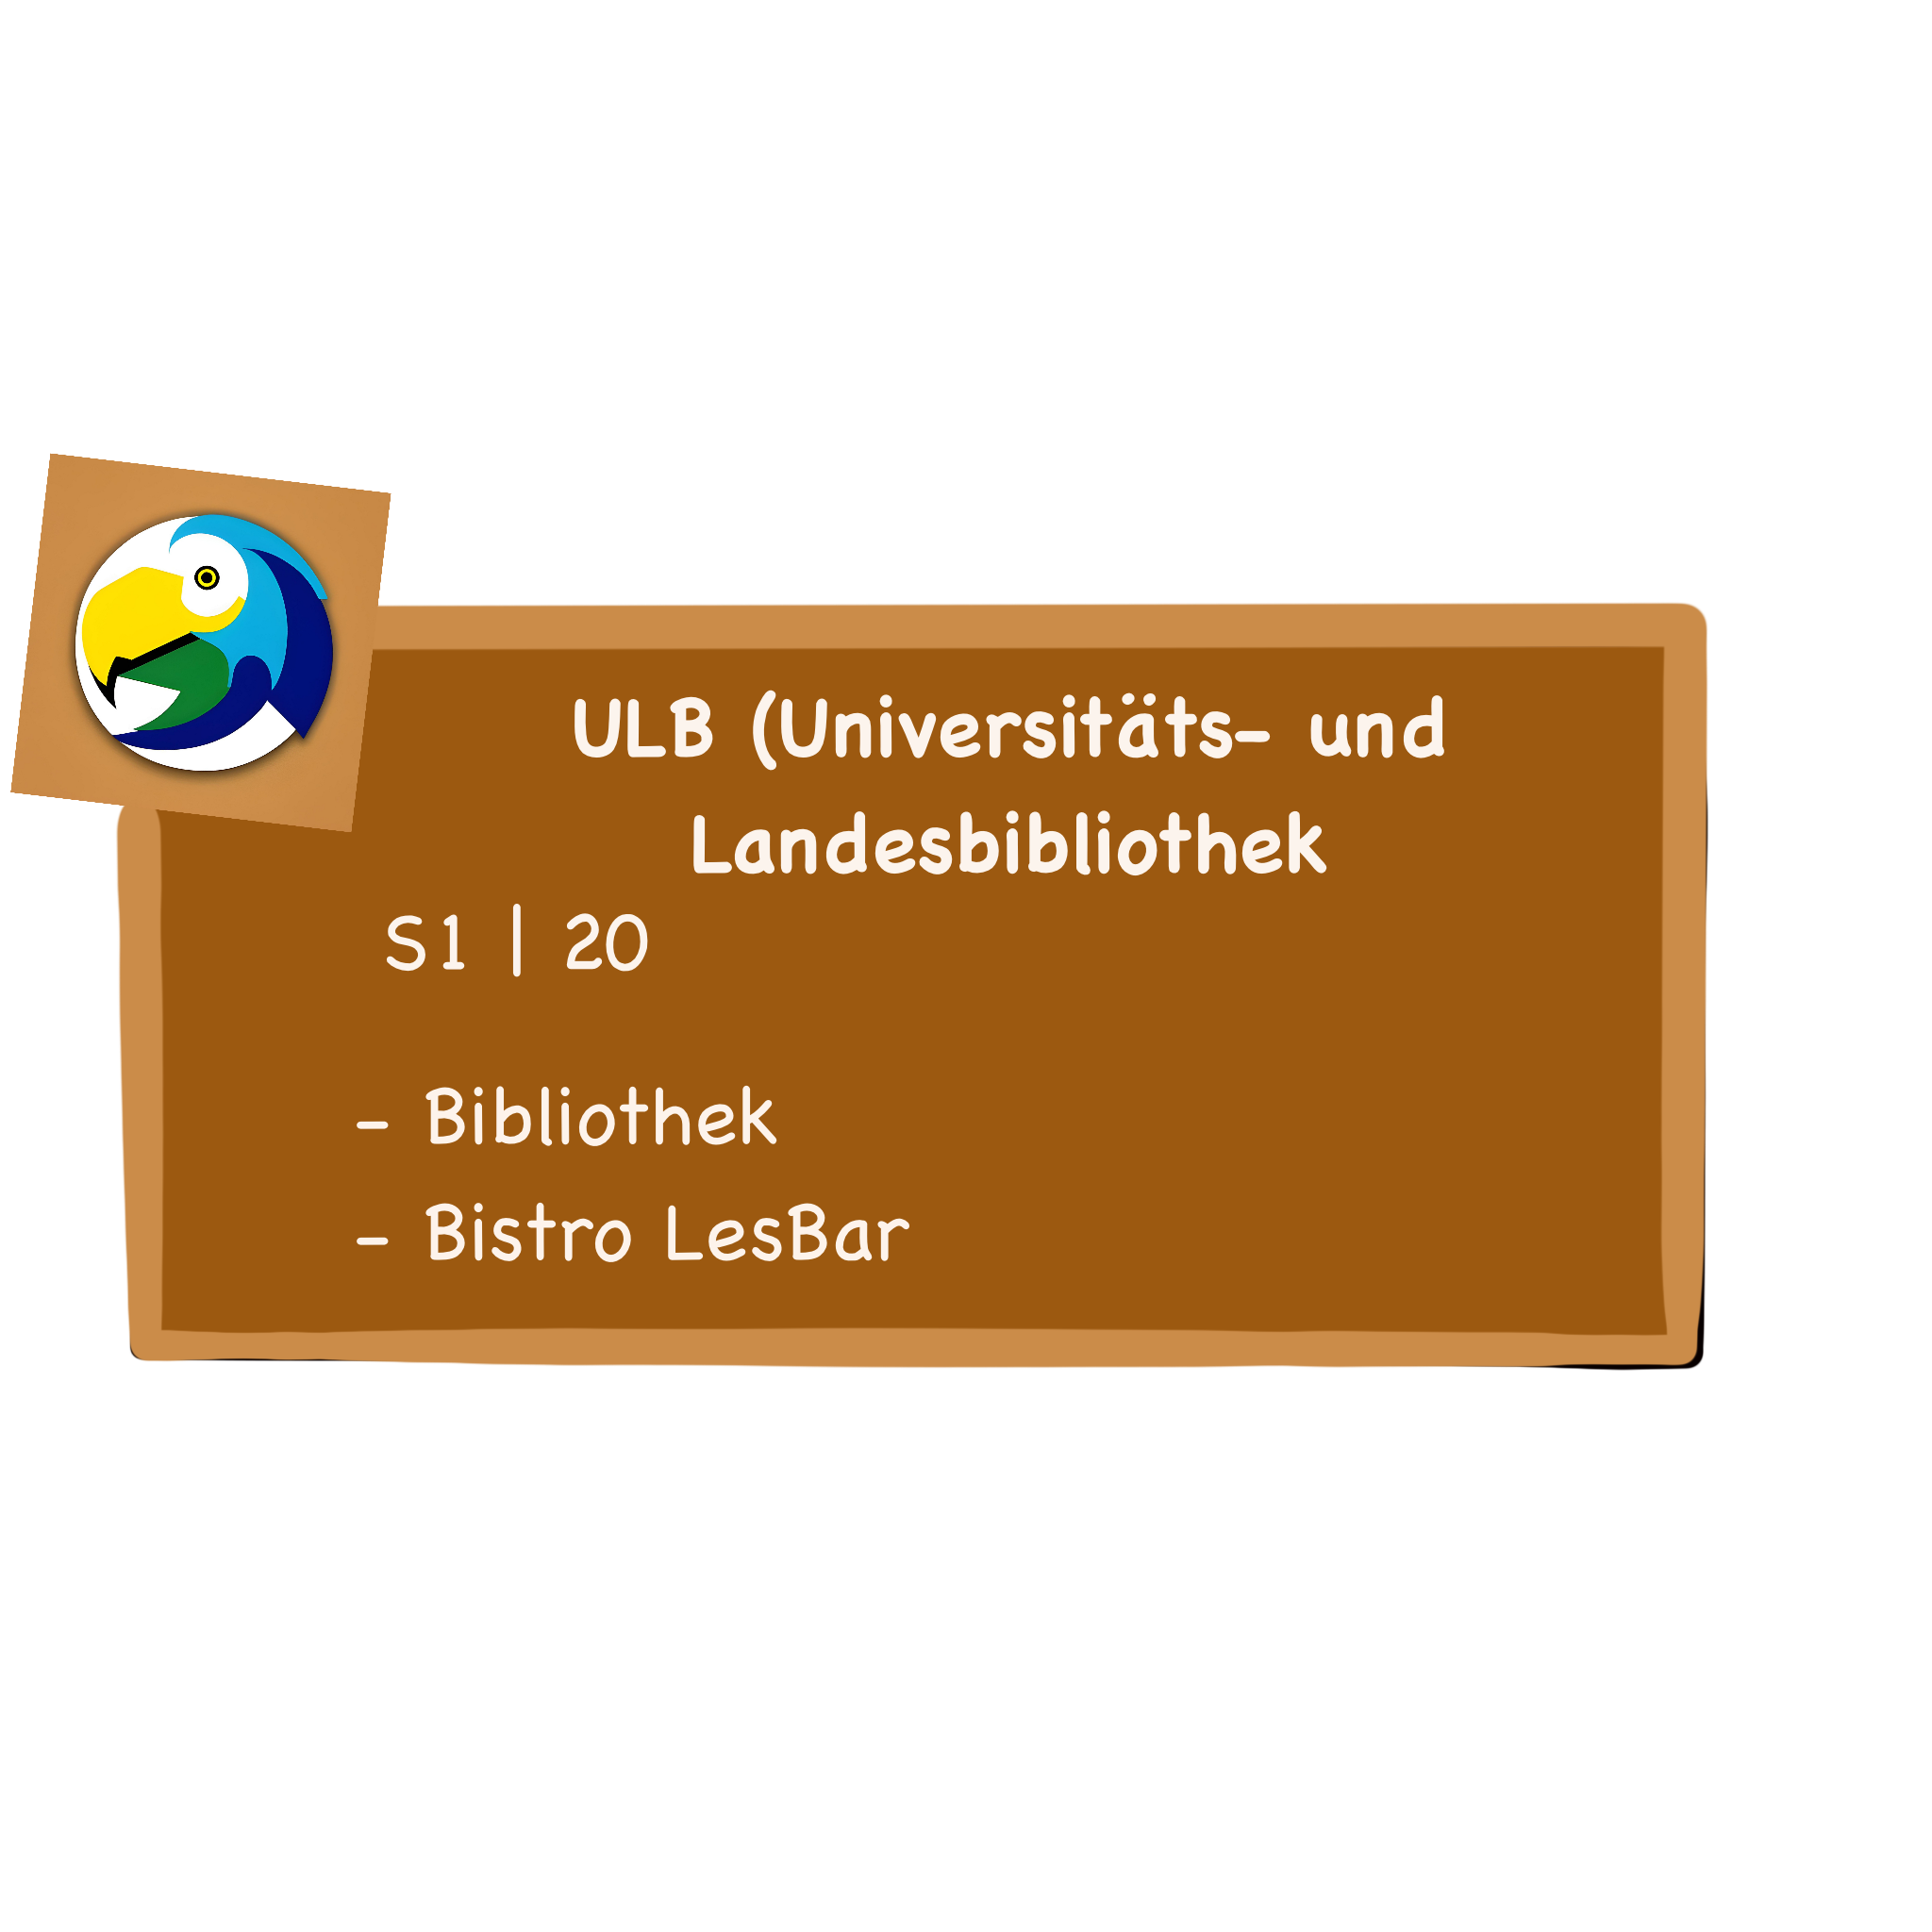 ULB (Universitäts- und
Landesbibliothek
S1 | 20
- Bibliothek
- Bistro LesBar